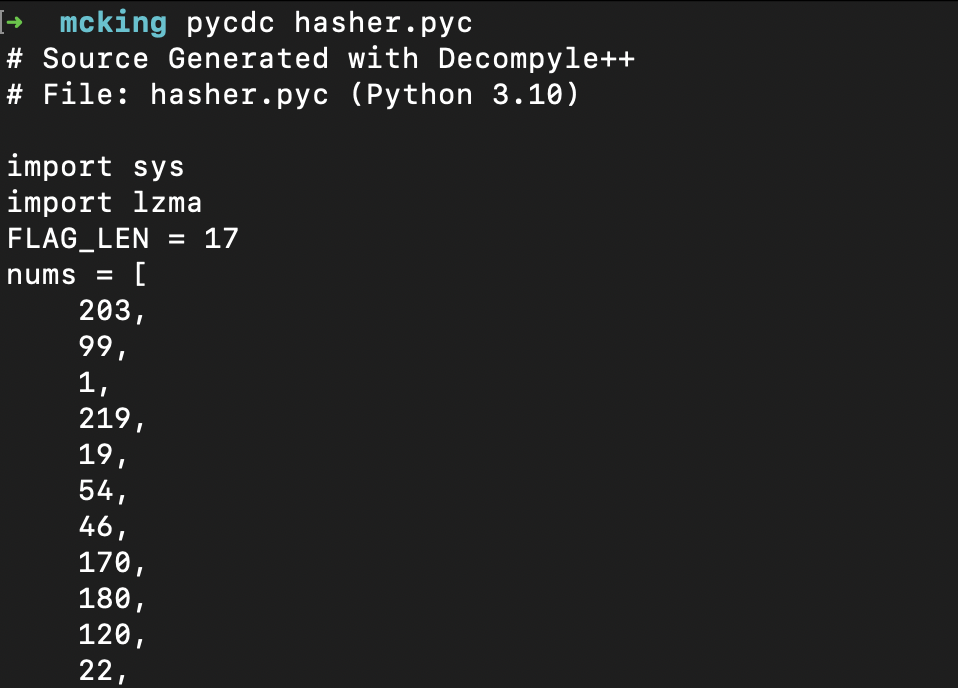 →  mcking pycdc hasher.pyc
# Source Generated with Decompyle++
# File: hasher.pyc (Python 3.10)

import sys
import lzma
FLAG_LEN = 17
nums = [
    203,
    99,
    1,
    219,
    19,
    54,
    46,
    170,
    180,
    120,
    22,